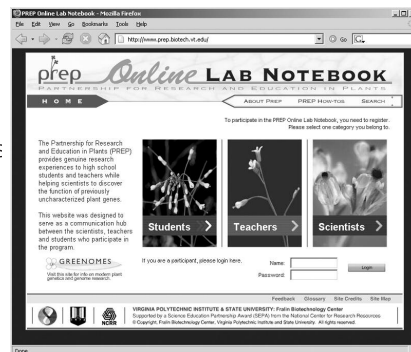 PREP Online Lab Notebook - Mozilla Firefox
File Edit View Go Bookmarks Tools Help
http://www.prep.biotech.vt.edu/
Go
prep Online LAB NOTEBOOK
PARTNERSHIP FOR RESEARCH AND EDUCATION IN PLANTS
HOME
ABOUT PREP PREP HOW-TOS SEARCH
To participate in the PREP Online Lab Notebook, you need to register.
Please select one category you belong to.
The Partnership for Research
and Education in Plants (PREP)
provides genuine research
experiences to high school
students and teachers while
helping scientists to discover
the function of previously
uncharacterized plant genes.
This website was designed to
serve as a communication hub
between the scientists, teachers
and students who participate in
the program.
Students
Teachers
Scientists
GREENOMES
Visit this site for info on modern plant
genetics and genome research.
If you are a participant, please login here.
Name:
Password:
Login
Feedback Glossary Site Credits Site Map
NCRR
VIRGINIA POLYTECHNIC INSTITUTE & STATE UNIVERSITY: Fralin Biotechnology Center
Supported by a Science Education Partnership Award (SEPA) from the National Center for Research Resources
© Copyright, Fralin Biotechnology Center, Virginia Polytechnic Institute and State University. All rights reserved.
Done